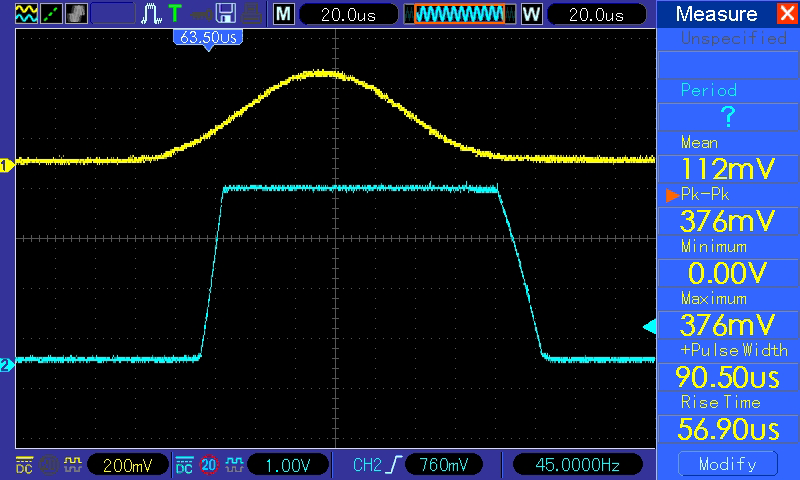 T M 20.0us W 20.0us Measure
63.50us
Unspecified
Period
?
Mean
112mV
Pk-Pk
376mV
Minimum
0.00V
Maximum
376mV
+Pulse Width
90.50us
Rise Time
56.90us
Modify
1
2
DC 20 200mV DC 20 1.00V CH2 760mV 45.0000Hz